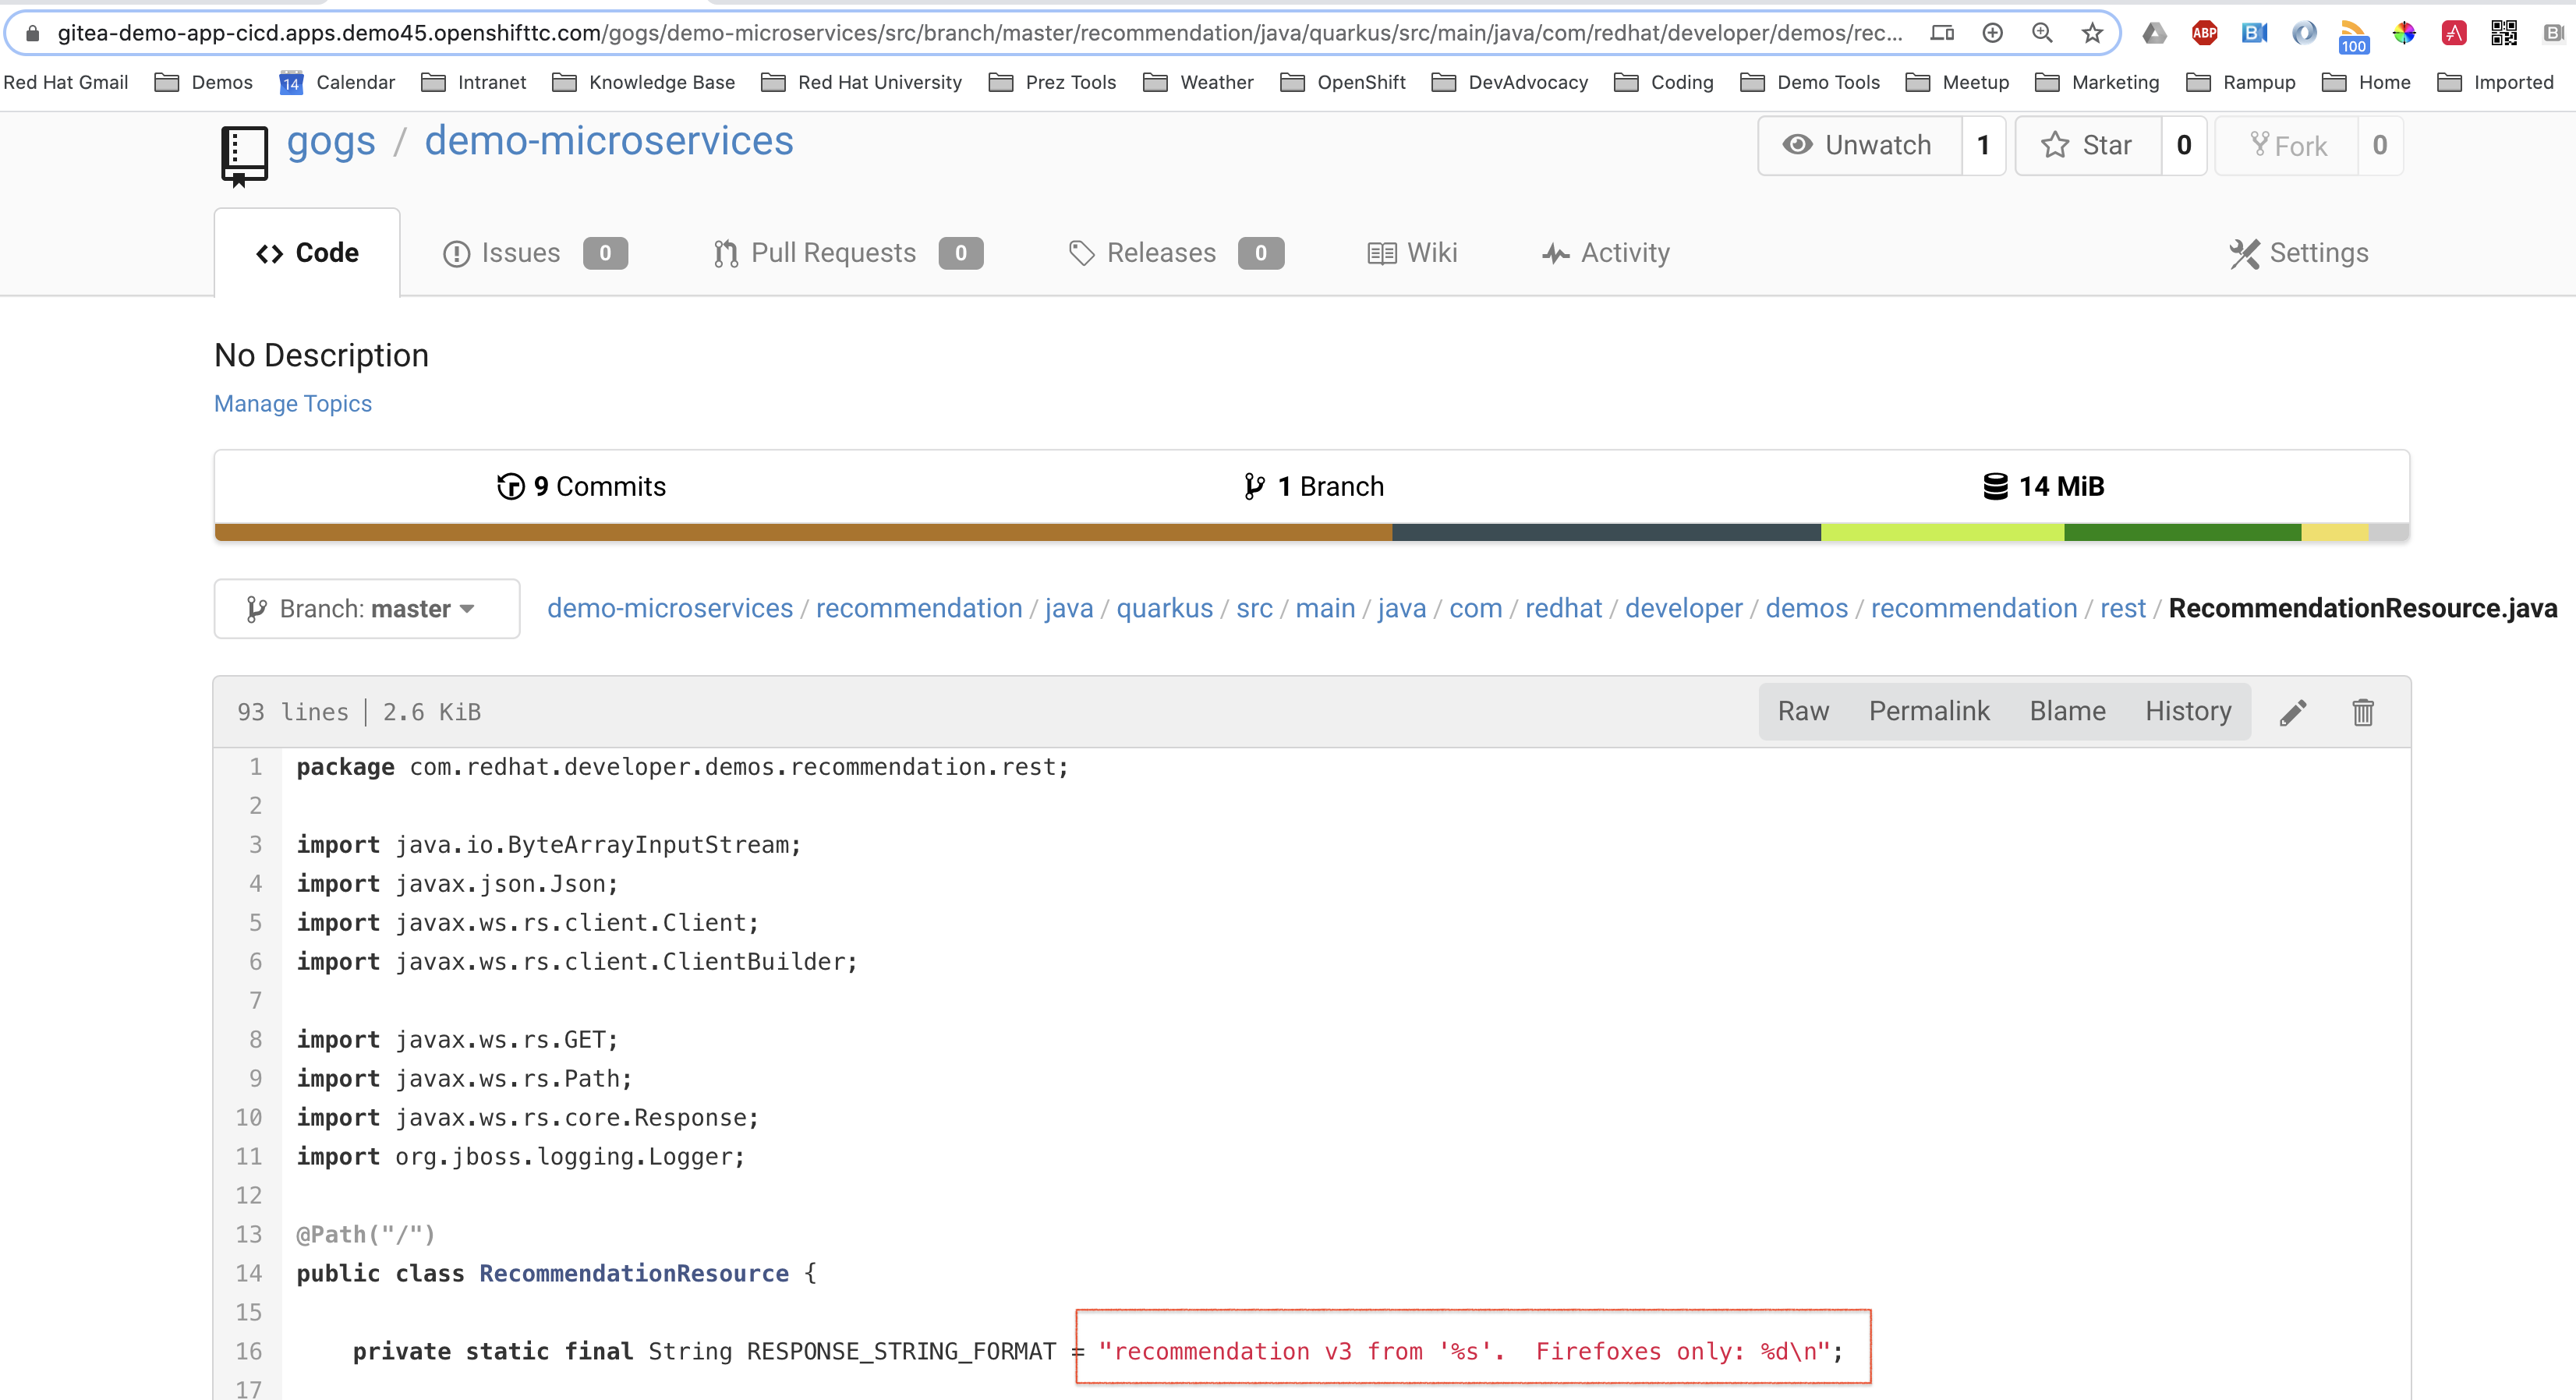 gitea-demo-app-cicd.apps.demo45.openshifttc.com/gogs/demo-microservices/src/branch/master/recommendation/java/quarkus/src/main/java/com/redhat/developer/demos/rec...
ABP
100
Red Hat Gmail Demos 14 Calendar Intranet Knowledge Base Red Hat University Prez Tools Weather OpenShift DevAdvocacy Coding Demo Tools Meetup Marketing Rampup Home Imported
gogs / demo-microservices
Unwatch 1 Star 0 Fork 0
Code Issues 0 Pull Requests 0 Releases 0 Wiki Activity Settings
No Description
Manage Topics
9 Commits 1 Branch 14 MiB
Branch: master demo-microservices / recommendation / java / quarkus / src / main / java / com / redhat / developer / demos / recommendation / rest / RecommendationResource.java
93 lines | 2.6 KiB Raw Permalink Blame History
1 package com.redhat.developer.demos.recommendation.rest;
2
3 import java.io.ByteArrayInputStream;
4 import javax.json.Json;
5 import javax.ws.rs.client.Client;
6 import javax.ws.rs.client.ClientBuilder;
7
8 import javax.ws.rs.GET;
9 import javax.ws.rs.Path;
10 import javax.ws.rs.core.Response;
11 import org.jboss.logging.Logger;
12
13 @Path("/")
14 public class RecommendationResource {
15
16 private static final String RESPONSE_STRING_FORMAT = "recommendation v3 from '%s'.  Firefoxes only: %d\n";
17